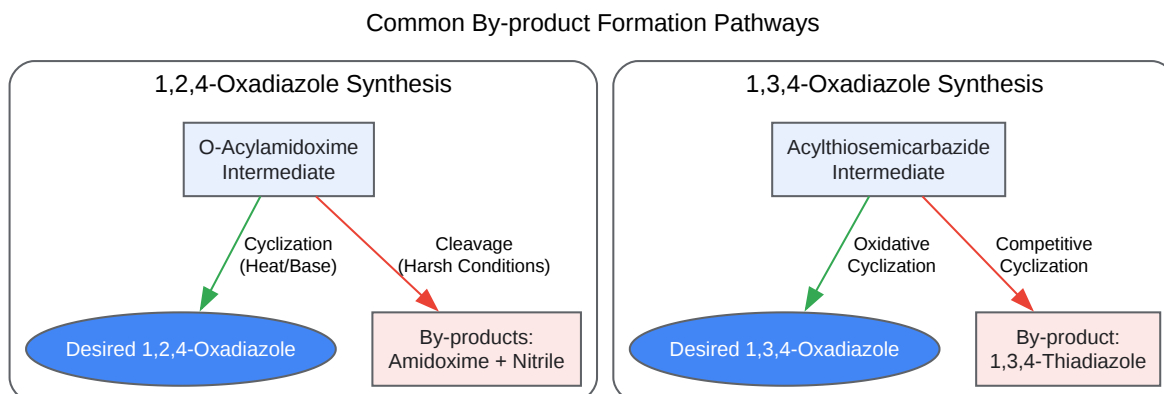 Common By-product Formation Pathways
1,2,4-Oxadiazole Synthesis
O-Acylamidoxime
Intermediate
Cyclization
(Heat/Base)
Cleavage
(Harsh Conditions)
Desired 1,2,4-Oxadiazole
By-products:
Amidoxime + Nitrile
1,3,4-Oxadiazole Synthesis
Acylthiosemicarbazide
Intermediate
Oxidative
Cyclization
Competitive
Cyclization
Desired 1,3,4-Oxadiazole
By-product:
1,3,4-Thiadiazole